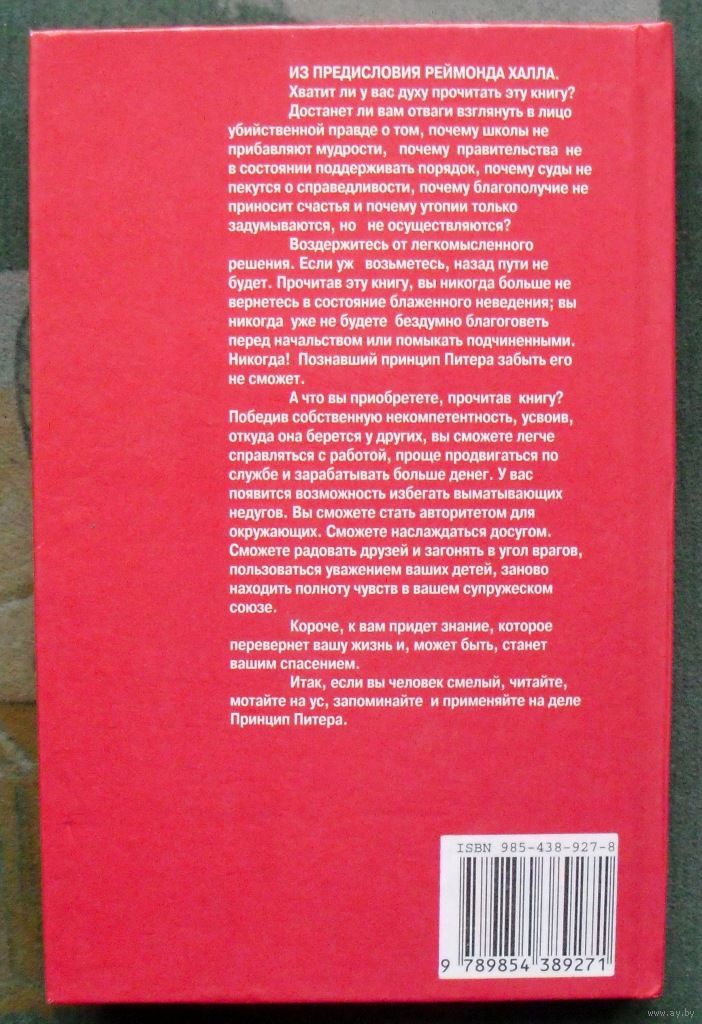 ИЗ ПРЕДИСЛОВИЯ РЕЙМОНДА ХАЛЛА.
Хватит ли у вас духу прочитать эту книгу?
Достанет ли вам отваги взглянуть в лицо
убийственной правде о том, почему школы не
прибавляют мудрости, почему правительства не
в состоянии поддерживать порядок, почему суды не
пекутся о справедливости, почему благополучие не
приносит счастья и почему утопии только
задумываются, но не осуществляются?
Воздержитесь от легкомысленного
решения. Если уж возьметесь, назад пути не
будет. Прочитав эту книгу, вы никогда больше не
вернетесь в состояние блаженного неведения; вы
никогда уже не будете бездумно благоговеть
перед начальством или помыкать подчиненными.
Никогда! Познавший принцип Питера забыть его
не сможет.
А что вы приобретете, прочитав книгу?
Победив собственную некомпетентность, усвоив,
откуда она берется у других, вы сможете легче
справляться с работой, проще продвигаться по
службе и зарабатывать больше денег. У вас
появится возможность избегать выматывающих
недугов. Вы сможете стать авторитетом для
окружающих. Сможете наслаждаться досугом.
Сможете радовать друзей и загонять в угол врагов,
пользоваться уважением ваших детей, заново
находить полноту чувств в вашем супружеском
союзе.
Короче, к вам придет знание, которое
перевернет вашу жизнь и, может быть, станет
вашим спасением.
Итак, если вы человек смелый, читайте,
мотайте на ус, запоминайте и применяйте на деле
Принцип Питера.
ISBN 985-438-927-8
9 789854 389271
www.ay.by